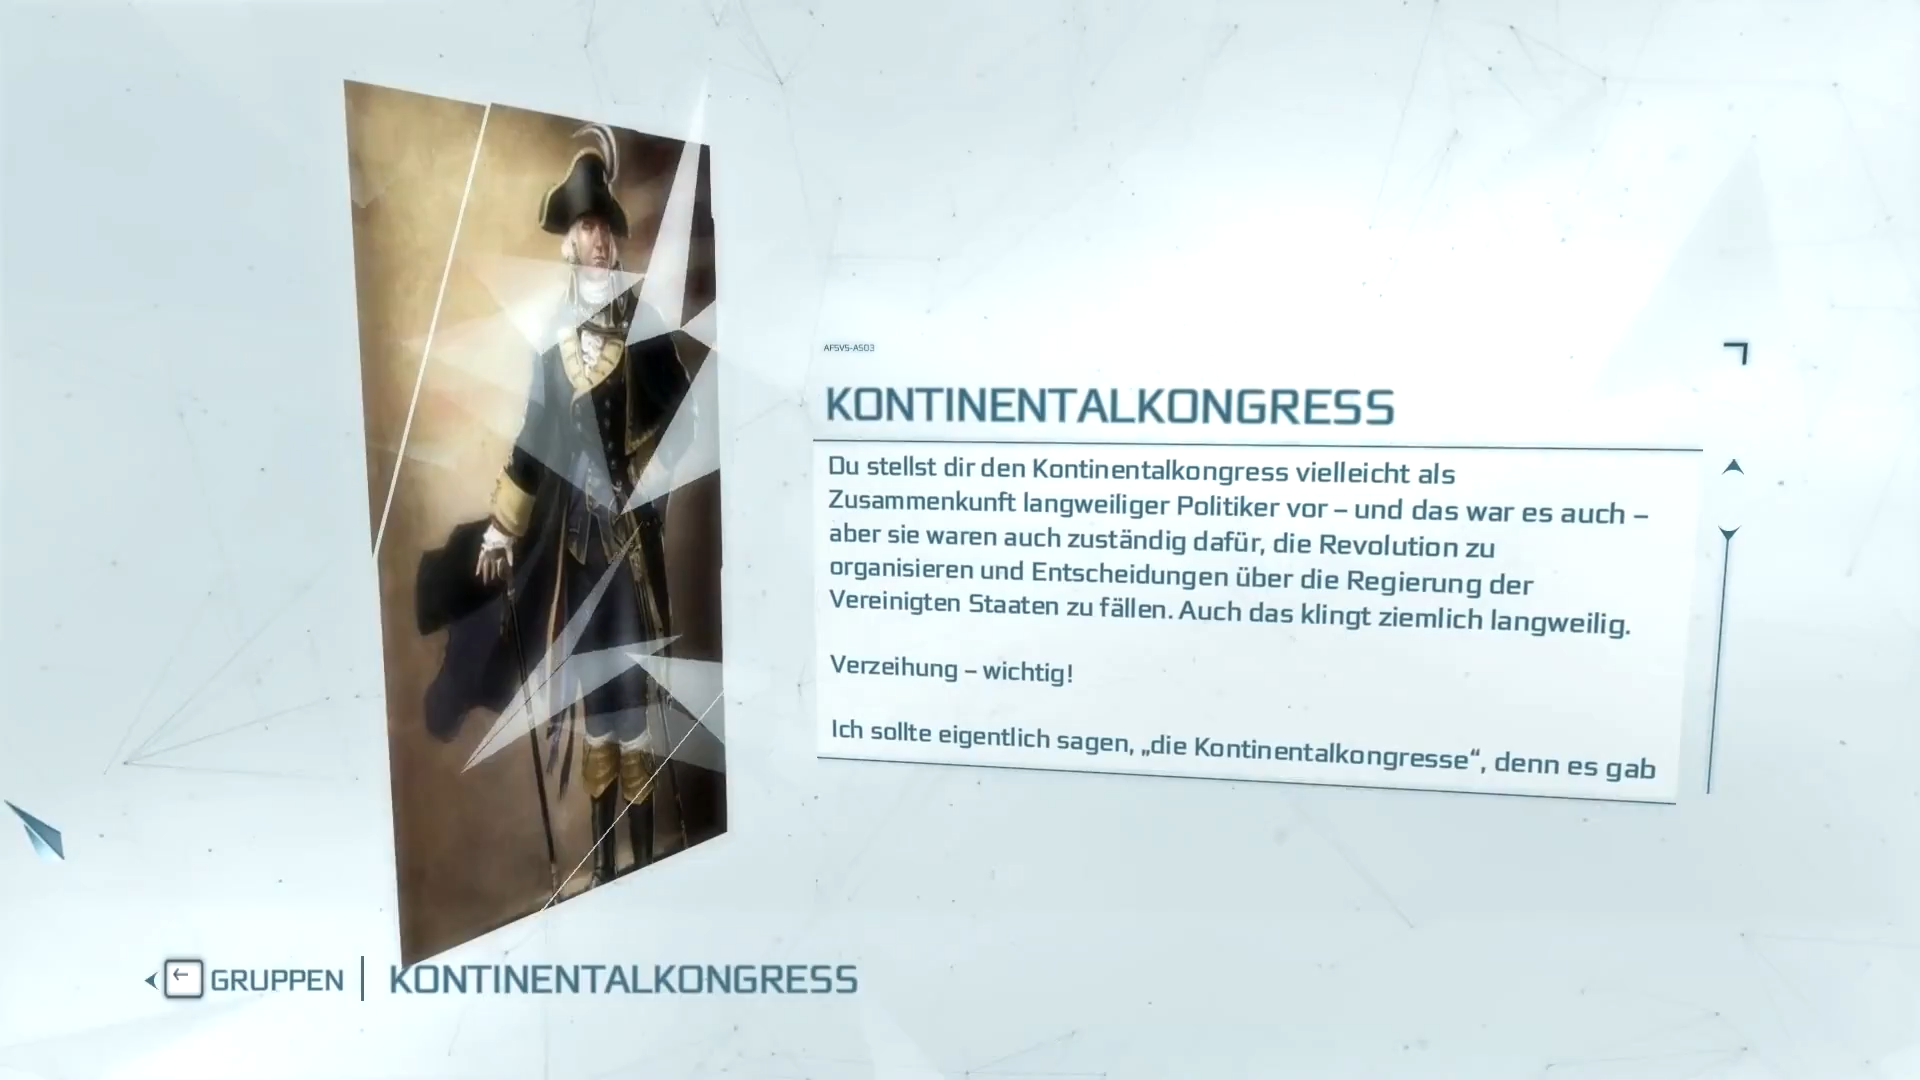 AFSVS-AS03
KONTINENTALKONGRESS
Du stellst dir den Kontinentalkongress vielleicht als
Zusammenkunft langweiliger Politiker vor – und das war es auch –
aber sie waren auch zuständig dafür, die Revolution zu
organisieren und Entscheidungen über die Regierung der
Vereinigten Staaten zu fällen. Auch das klingt ziemlich langweilig.
Verzeihung – wichtig!
Ich sollte eigentlich sagen, „die Kontinentalkongresse“, denn es gab
GRUPPEN
KONTINENTALKONGRESS